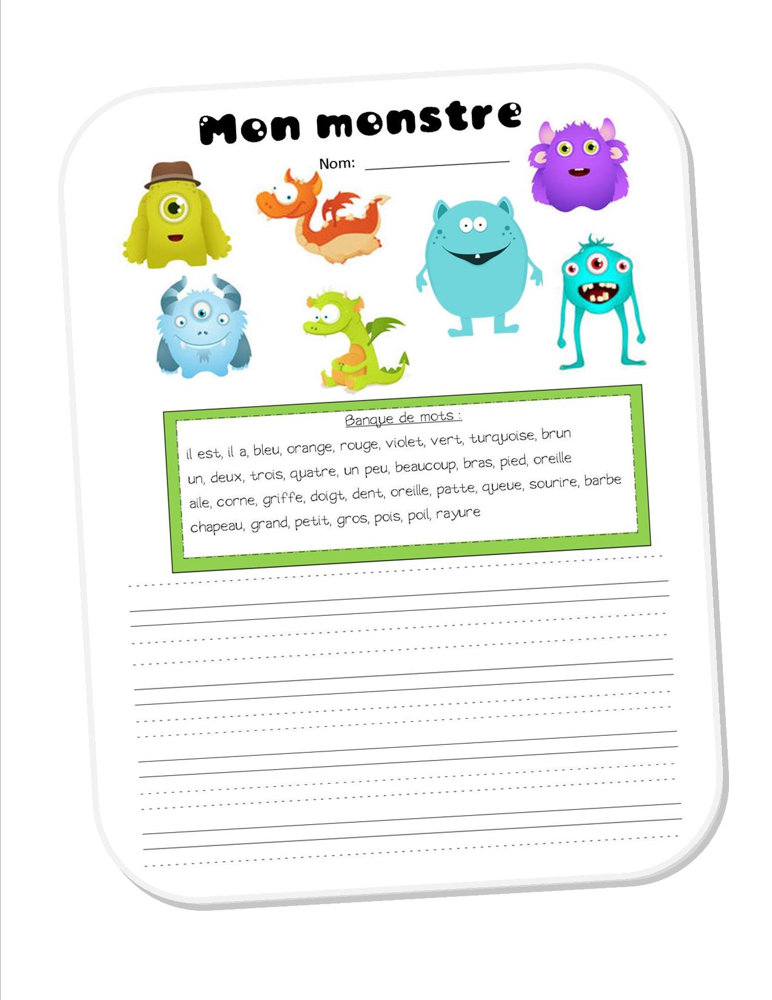 Mon monstre
Nom:
Banque de mots :
il est, il a, bleu, orange, rouge, violet, vert, turquoise, brun
un, deux, trois, quatre, un peu, beaucoup, bras, pied, oreille
aile, corne, griffe, doigt, dent, oreille, patte, queue, sourire, barbe
chapeau, grand, petit, gros, pois, poil, rayure